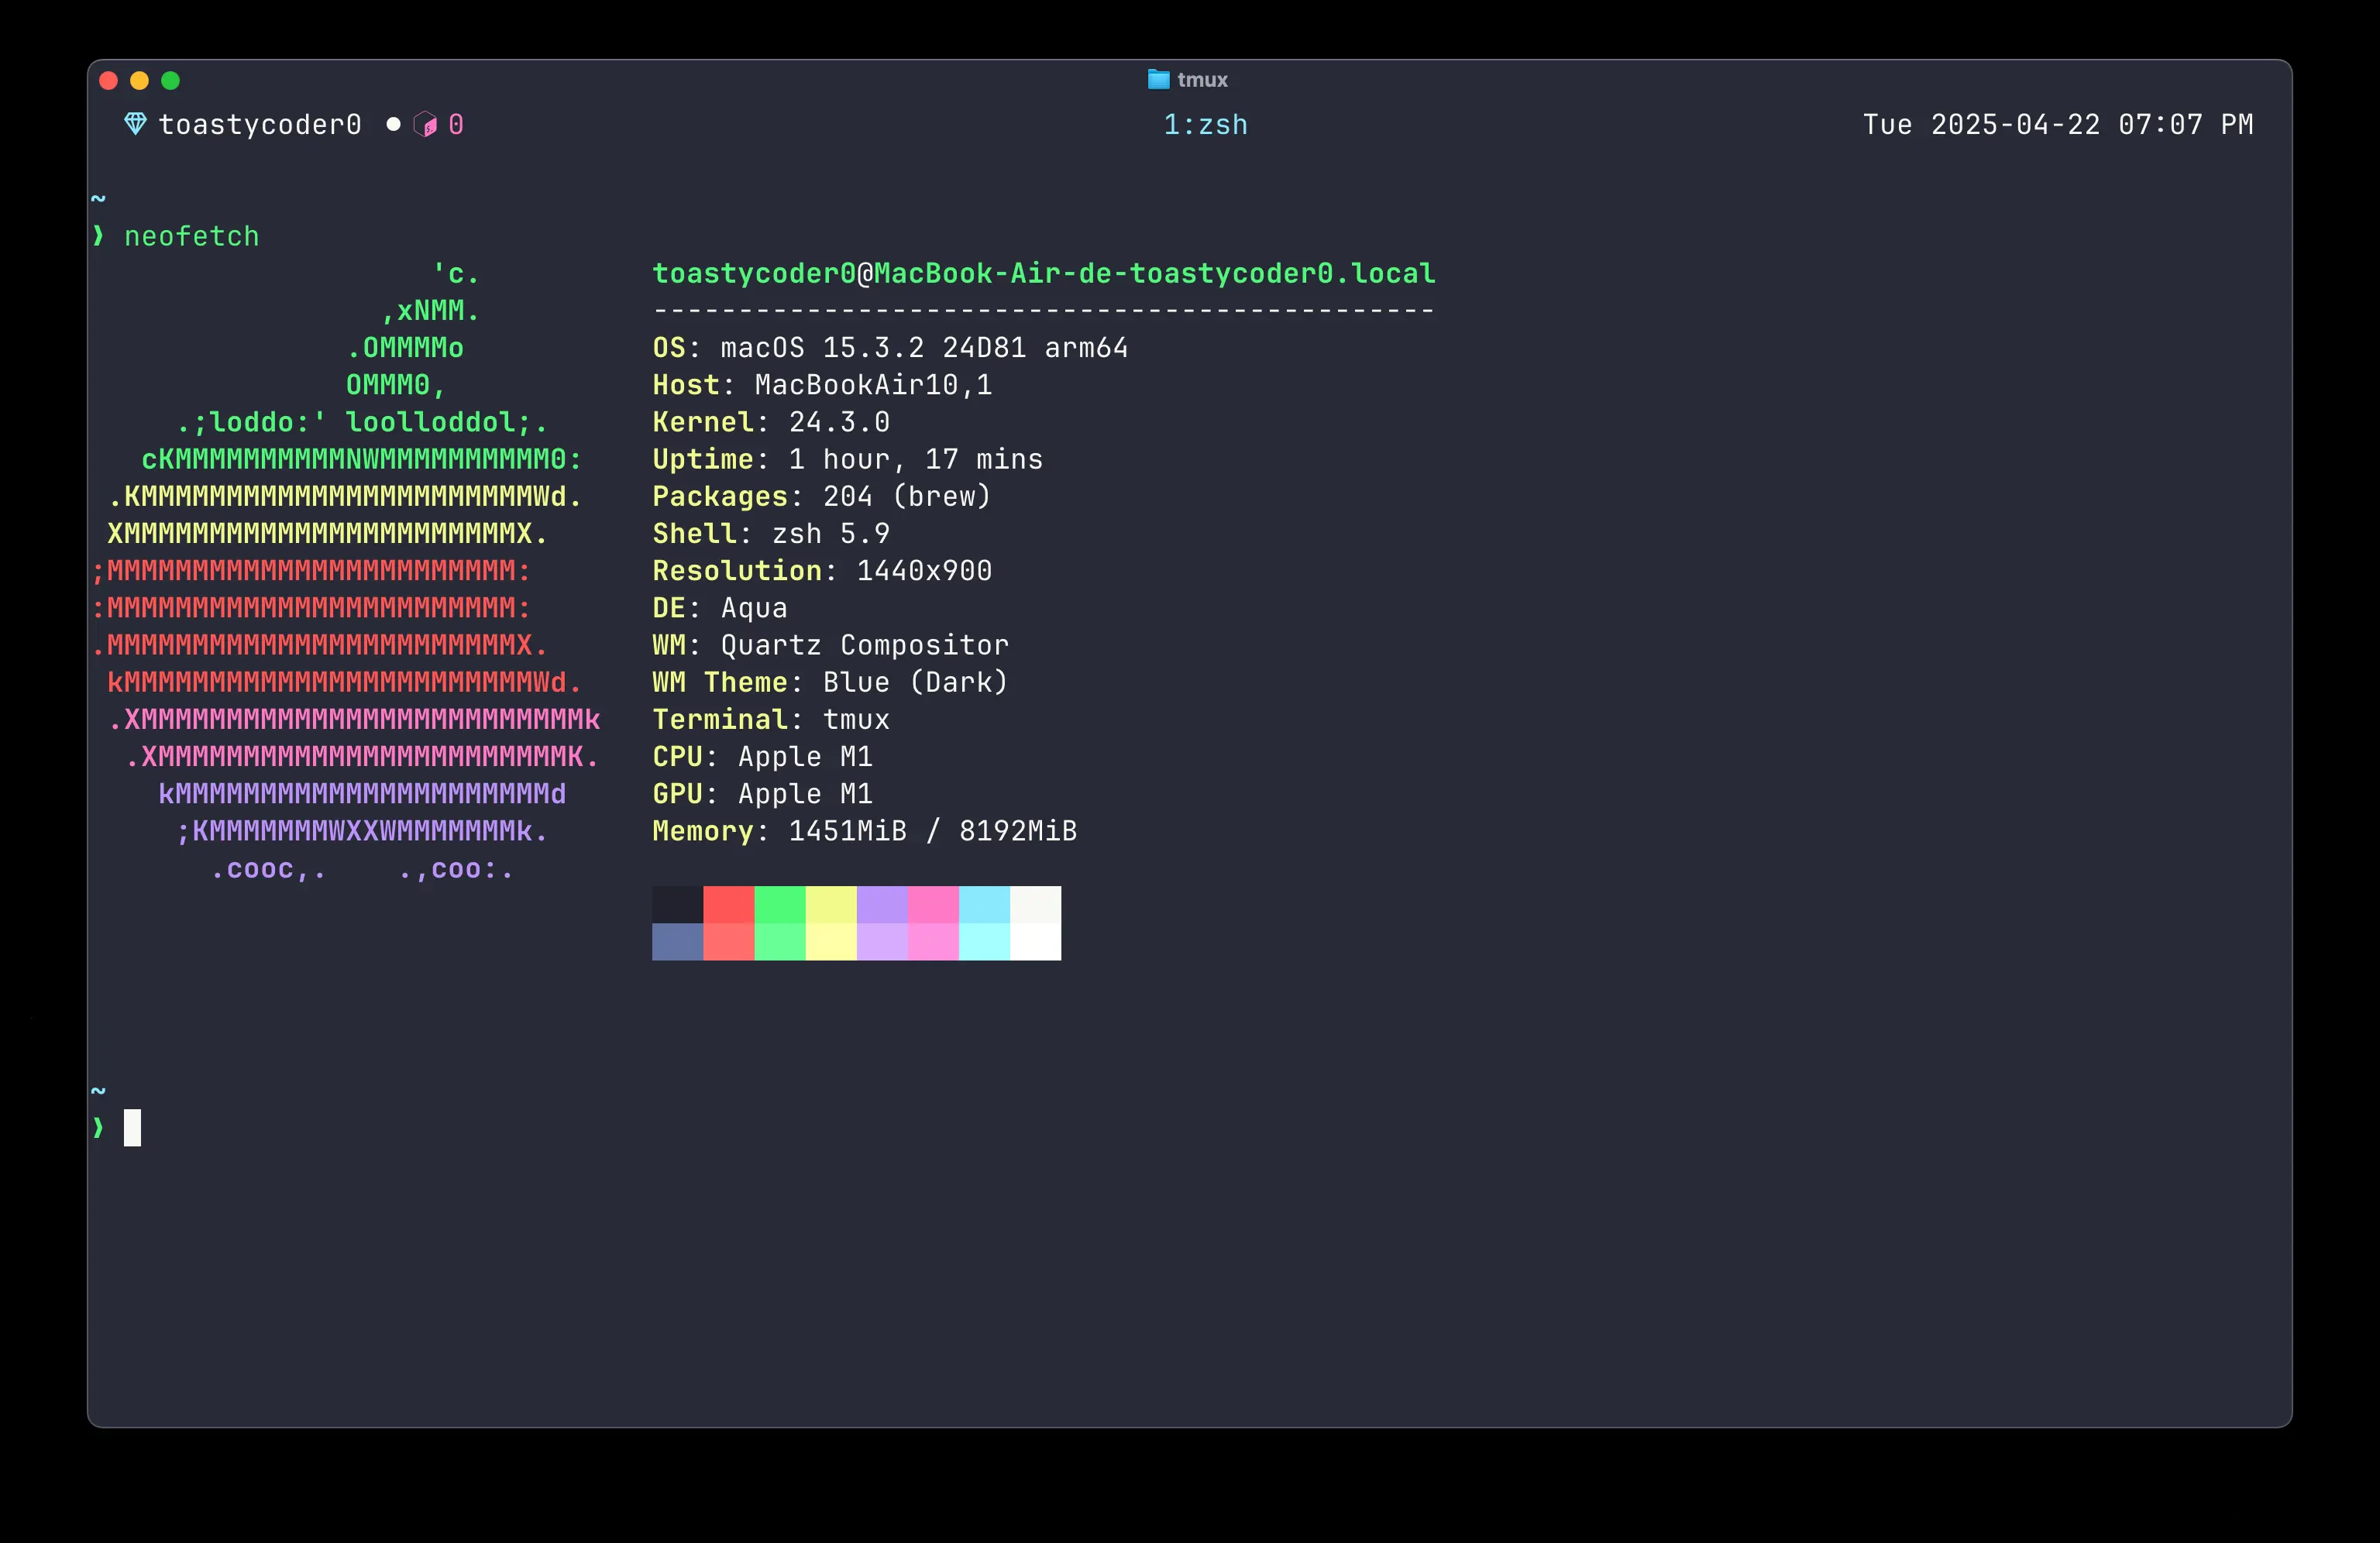 tmux
toastycoder0 ● 0 1:zsh Tue 2025-04-22 07:07 PM
~
❯ neofetch
                    'c.          toastycoder0@MacBook-Air-de-toastycoder0.local
                 ,xNMM.          ----------------------------------------------
               .OMMMMo           OS: macOS 15.3.2 24D81 arm64
               OMMM0,            Host: MacBookAir10,1
     .;loddo:' loolloddol;.      Kernel: 24.3.0
   cKMMMMMMMMMMNWMMMMMMMMMM0:    Uptime: 1 hour, 17 mins
 .KMMMMMMMMMMMMMMMMMMMMMMMWd.    Packages: 204 (brew)
 XMMMMMMMMMMMMMMMMMMMMMMMX.      Shell: zsh 5.9
;MMMMMMMMMMMMMMMMMMMMMMMM:       Resolution: 1440x900
:MMMMMMMMMMMMMMMMMMMMMMMM:       DE: Aqua
.MMMMMMMMMMMMMMMMMMMMMMMMX.      WM: Quartz Compositor
 kMMMMMMMMMMMMMMMMMMMMMMMMWd.    WM Theme: Blue (Dark)
 .XMMMMMMMMMMMMMMMMMMMMMMMMMMk   Terminal: tmux
  .XMMMMMMMMMMMMMMMMMMMMMMMMK.   CPU: Apple M1
    kMMMMMMMMMMMMMMMMMMMMMMd     GPU: Apple M1
     ;KMMMMMMMWXXWMMMMMMMk.      Memory: 1451MiB / 8192MiB
       .cooc,.    .,coo:.
~
❯